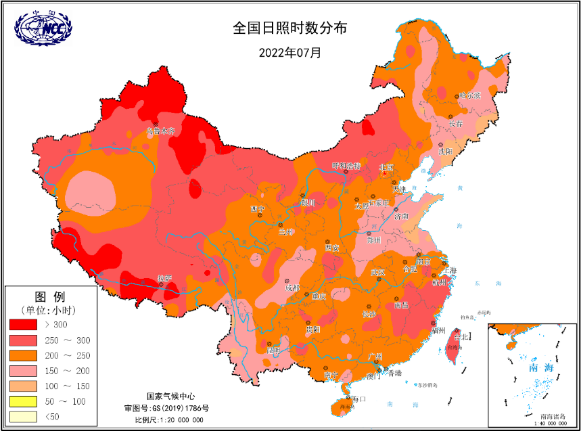 中国
NCC
全国日照时数分布
2022年07月
哈尔滨
长春
乌鲁木齐
沈阳
呼和浩特
北京
天津
银川
石家庄
太原
济南
西宁
兰州
郑州
西安
南京
合肥
上海
拉萨
成都
武汉
杭州
重庆
南昌
长沙
贵阳
福州
台北
昆明
广州
南宁
澳门
香港
海口
图 例
(单位:小时)
> 300
250 ~ 300
200 ~ 250
150 ~ 200
100 ~ 150
50 ~ 100
<50
国家气候中心
审图号:GS(2019)1786号
比例尺:1:20 000 000
南 海
南海诸岛
1:40 000 000